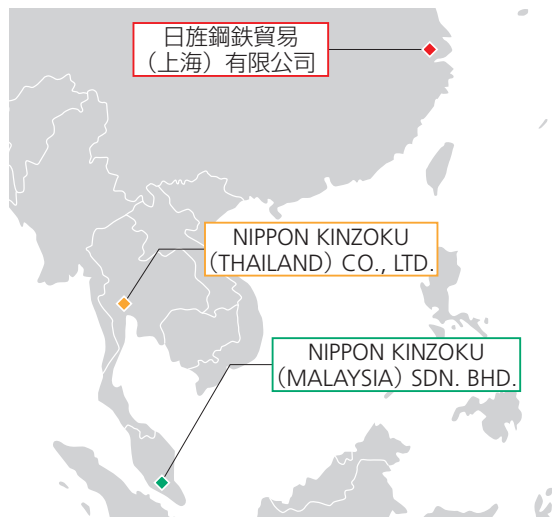 日旌鋼鉄貿易
（上海）有限公司
NIPPON KINZOKU
（THAILAND）CO., LTD.
NIPPON KINZOKU
（MALAYSIA）SDN. BHD.